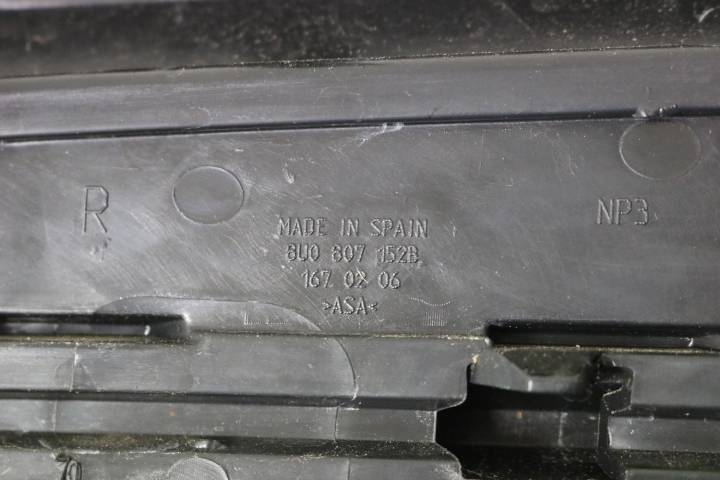 R
MADE IN SPAIN
NP3
8U0 807 152B
167 02 06
>ASA<